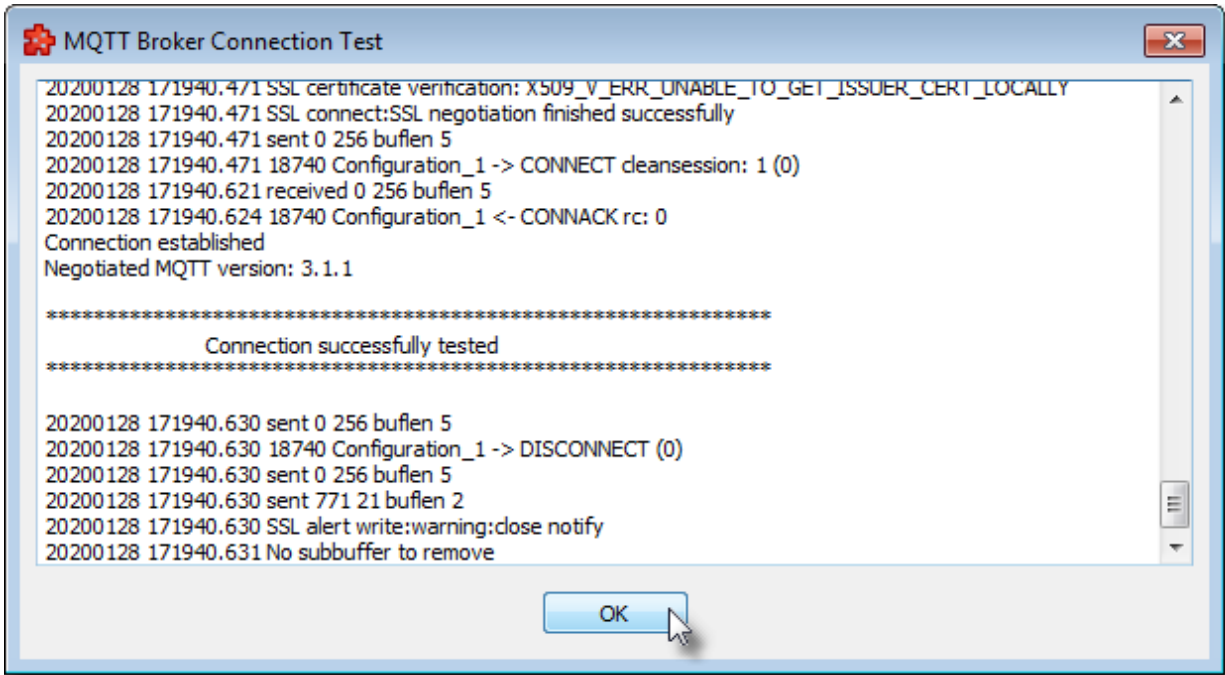 MQTT Broker Connection Test
20200128 171940.471 SSL certificate verification: X509_V_ERR_UNABLE_TO_GET_ISSUER_CERT_LOCALLY
20200128 171940.471 SSL connect:SSL negotiation finished successfully
20200128 171940.471 sent 0 256 buflen 5
20200128 171940.471 18740 Configuration_1 -> CONNECT cleansession: 1 (0)
20200128 171940.621 received 0 256 buflen 5
20200128 171940.624 18740 Configuration_1 <- CONNACK rc: 0
Connection established
Negotiated MQTT version: 3.1.1
*************************************************************
Connection successfully tested
*************************************************************
20200128 171940.630 sent 0 256 buflen 5
20200128 171940.630 18740 Configuration_1 -> DISCONNECT (0)
20200128 171940.630 sent 0 256 buflen 5
20200128 171940.630 sent 771 21 buflen 2
20200128 171940.630 SSL alert write:warning:close notify
20200128 171940.631 No subbuffer to remove
OK